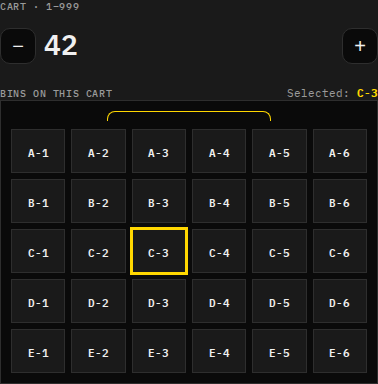 CART · 1–999
− 42 +
BINS ON THIS CART Selected: C-3
A-1 A-2 A-3 A-4 A-5 A-6
B-1 B-2 B-3 B-4 B-5 B-6
C-1 C-2 C-3 C-4 C-5 C-6
D-1 D-2 D-3 D-4 D-5 D-6
E-1 E-2 E-3 E-4 E-5 E-6